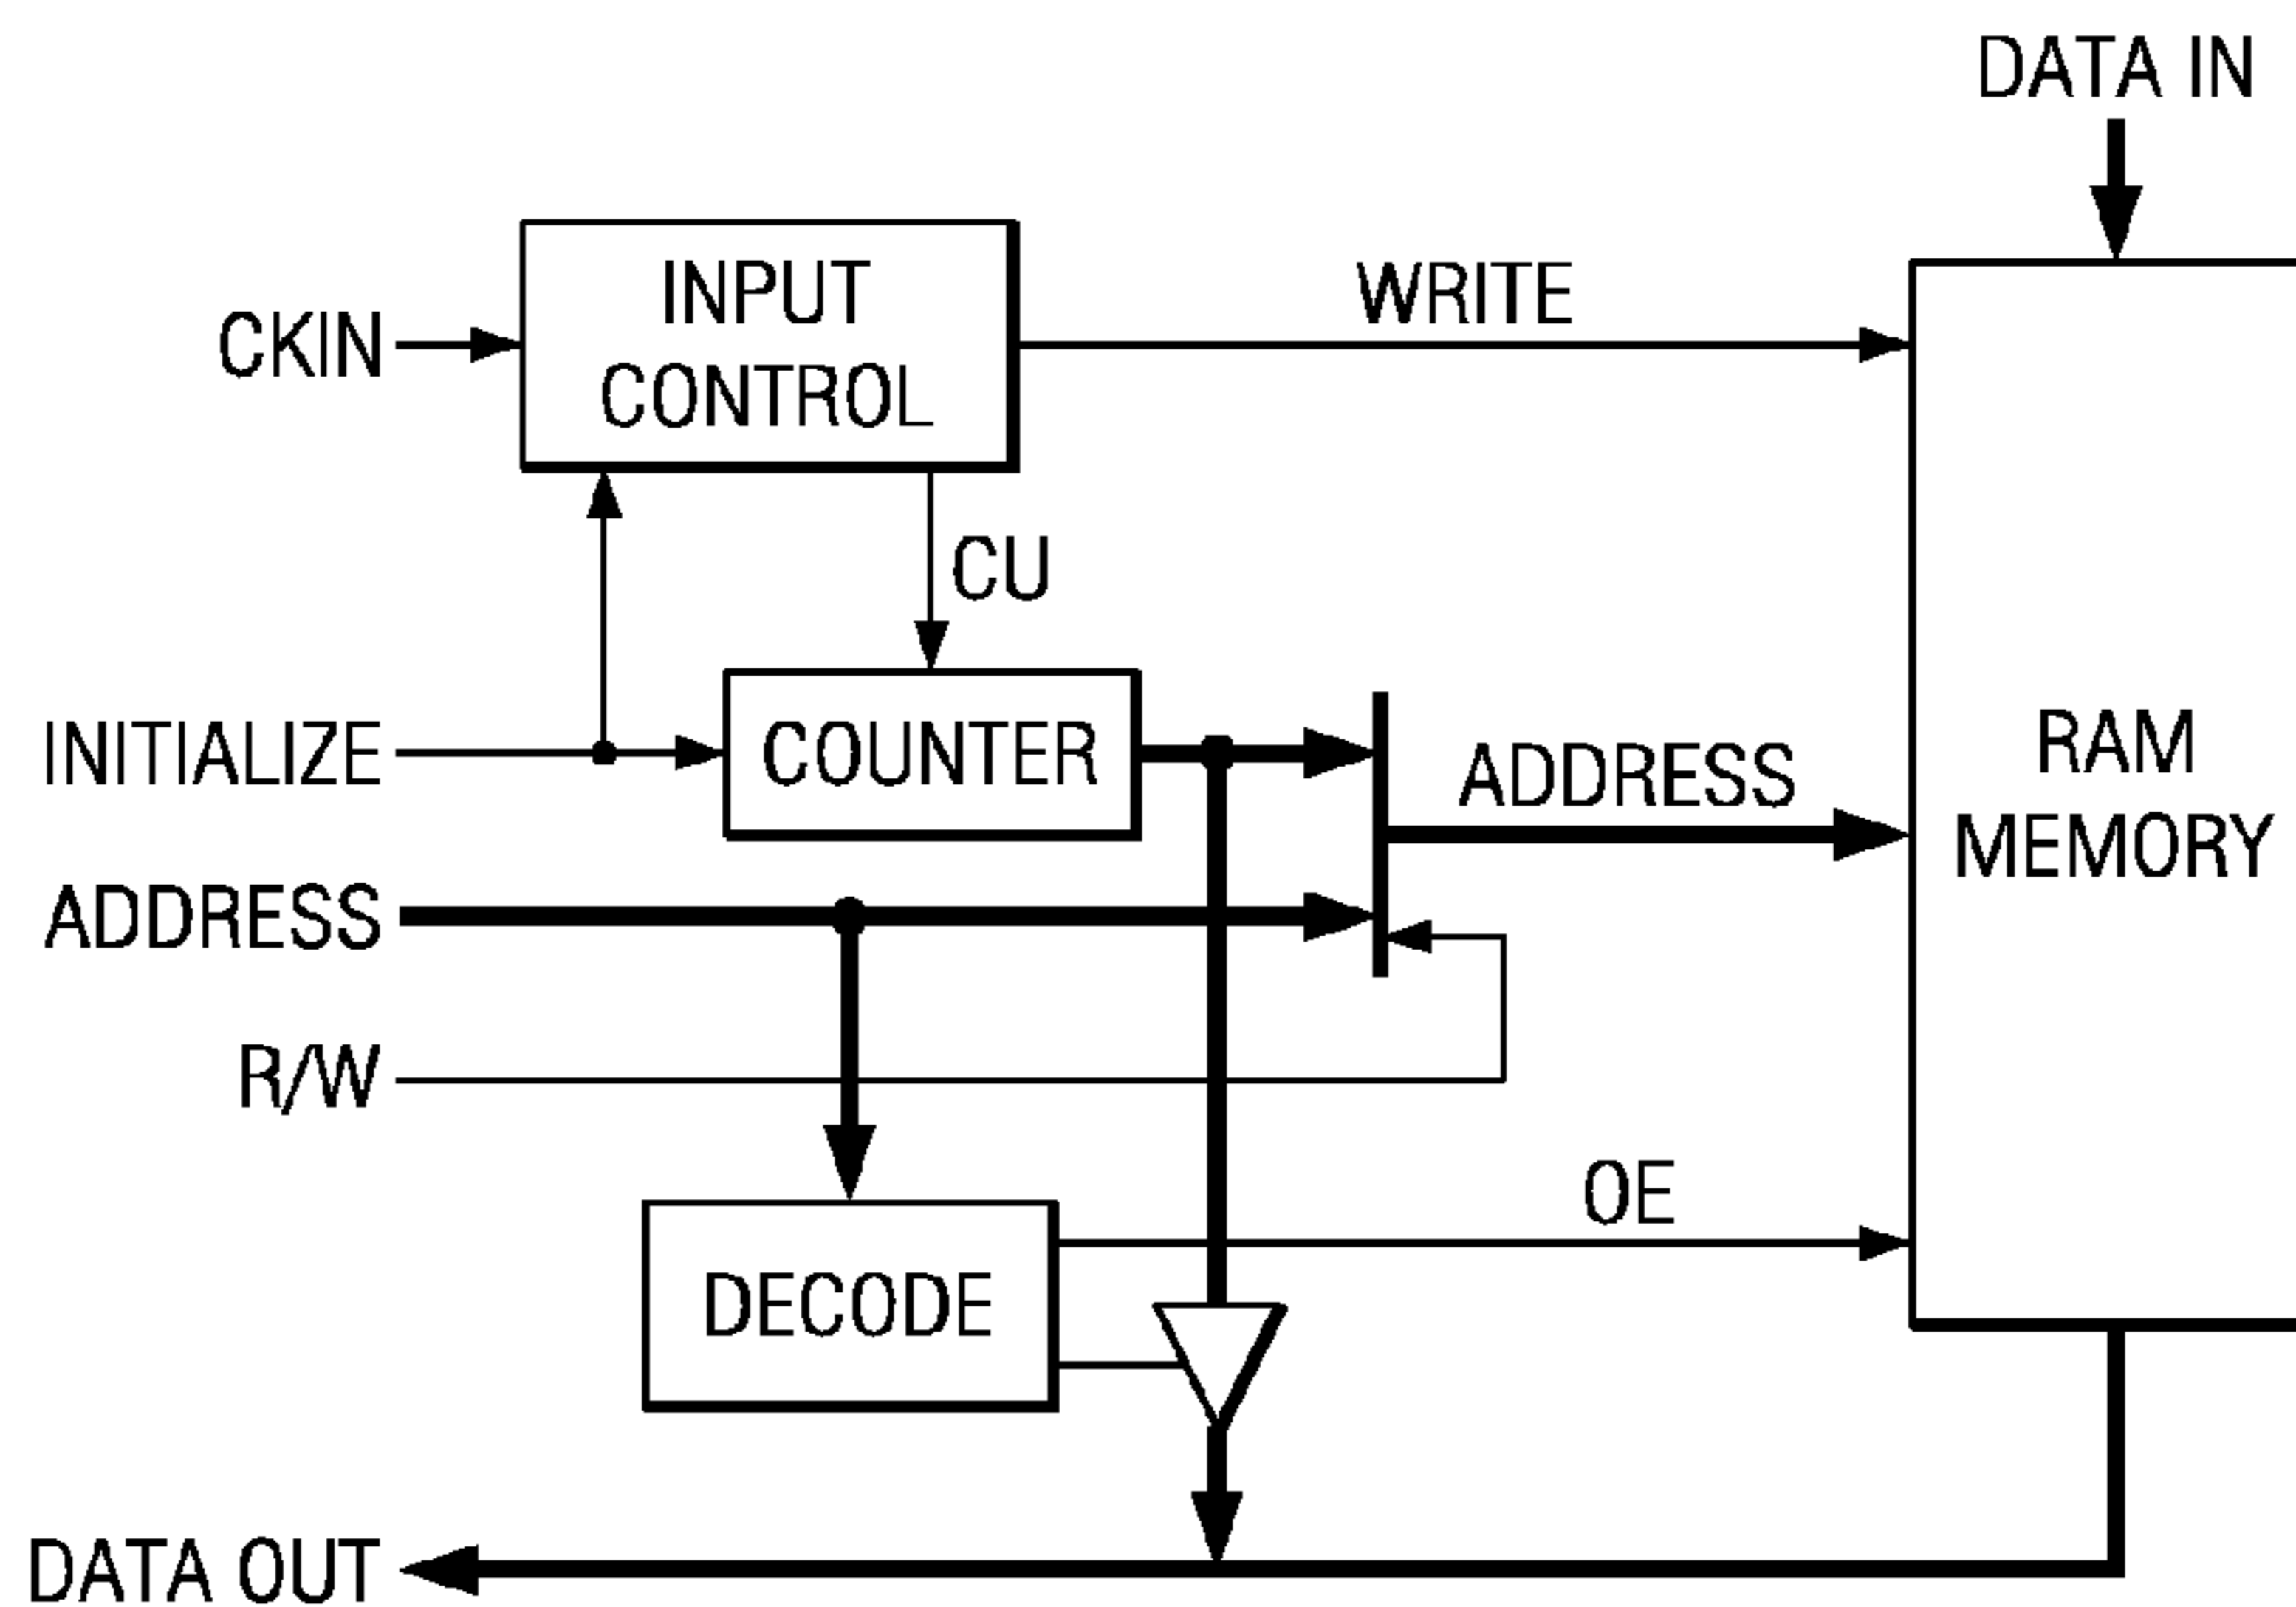 DATA IN
INPUT
CONTROL
WRITE
CKIN
CU
INITIALIZE
COUNTER
ADDRESS
RAM
MEMORY
ADDRESS
R/W
OE
DECODE
DATA OUT